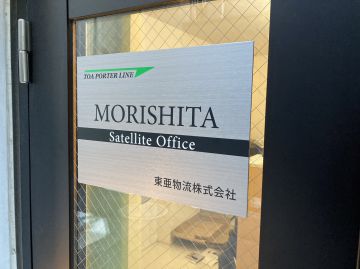 TOA PORTER LINE
MORISHITA
Satellite Office
東亜物流株式会社